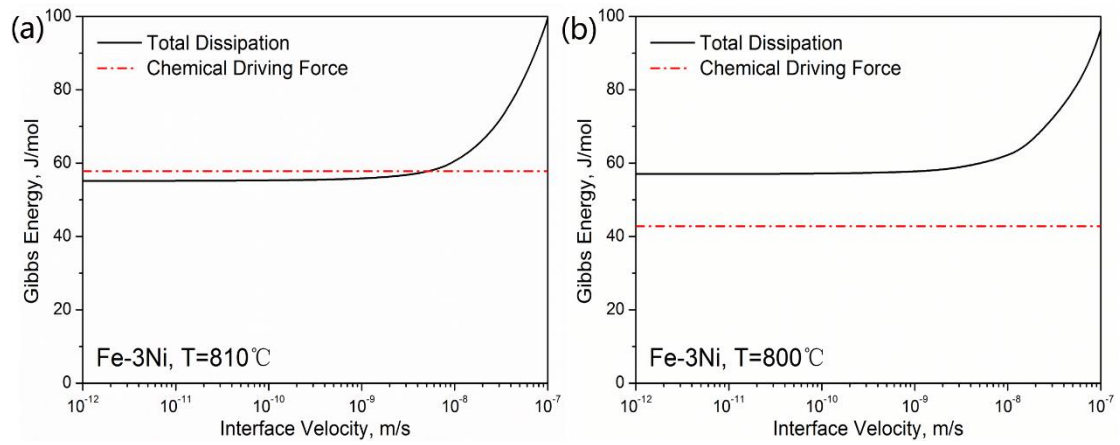 (a)
Total Dissipation
Chemical Driving Force
Gibbs Energy, J/mol
100
80
60
40
20
0
Fe-3Ni, T=810℃
10-12
10-11
10-10
10-9
10-8
10-7
Interface Velocity, m/s
(b)
Total Dissipation
Chemical Driving Force
Gibbs Energy, J/mol
100
80
60
40
20
0
Fe-3Ni, T=800℃
10-12
10-11
10-10
10-9
10-8
10-7
Interface Velocity, m/s